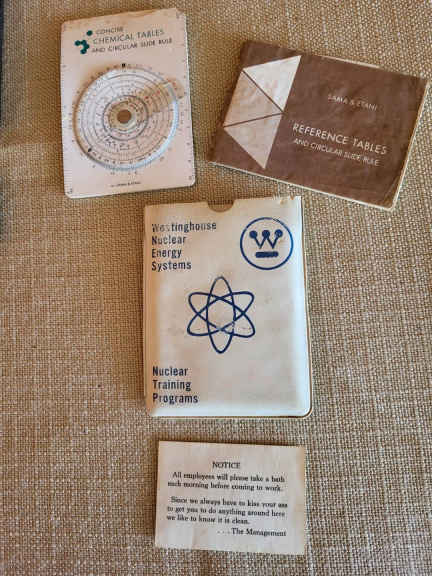 CONCISE
CHEMICAL TABLES
AND CIRCULAR SLIDE RULE
SAMA & ETANI
REFERENCE TABLES
AND CIRCULAR SLIDE RULE
Westinghouse
Nuclear
Energy
Systems
W
Nuclear
Training
Programs
NOTICE
All employees will please take a bath
each morning before coming to work.
Since we always have to kiss your ass
to get you to do anything around here
we like to know it is clean.
. . . The Management